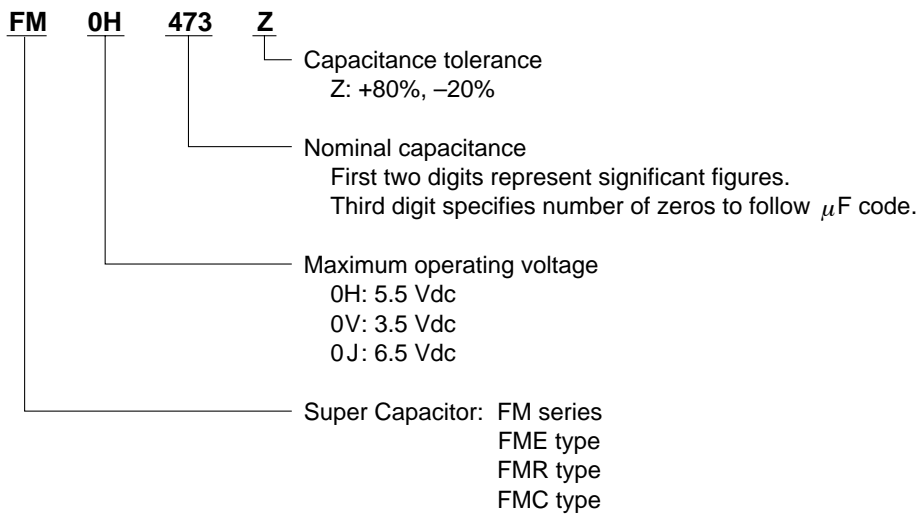 FM 0H 473 Z
Capacitance tolerance
Z: +80%, –20%
Nominal capacitance
First two digits represent significant figures.
Third digit specifies number of zeros to follow μF code.
Maximum operating voltage
0H: 5.5 Vdc
0V: 3.5 Vdc
0J: 6.5 Vdc
Super Capacitor: FM series
FME type
FMR type
FMC type